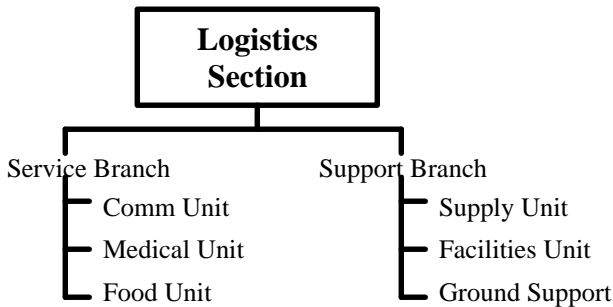 Logistics
Section
Service Branch
Comm Unit
Medical Unit
Food Unit
Support Branch
Supply Unit
Facilities Unit
Ground Support